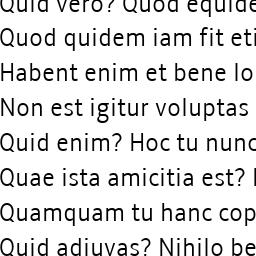 Quid vero? Quod equide
Quod quidem iam fit eti
Habent enim et bene lo
Non est igitur voluptas
Quid enim? Hoc tu nunc
Quae ista amicitia est?
Quamquam tu hanc cop
Quid adiuvas? Nihilo be